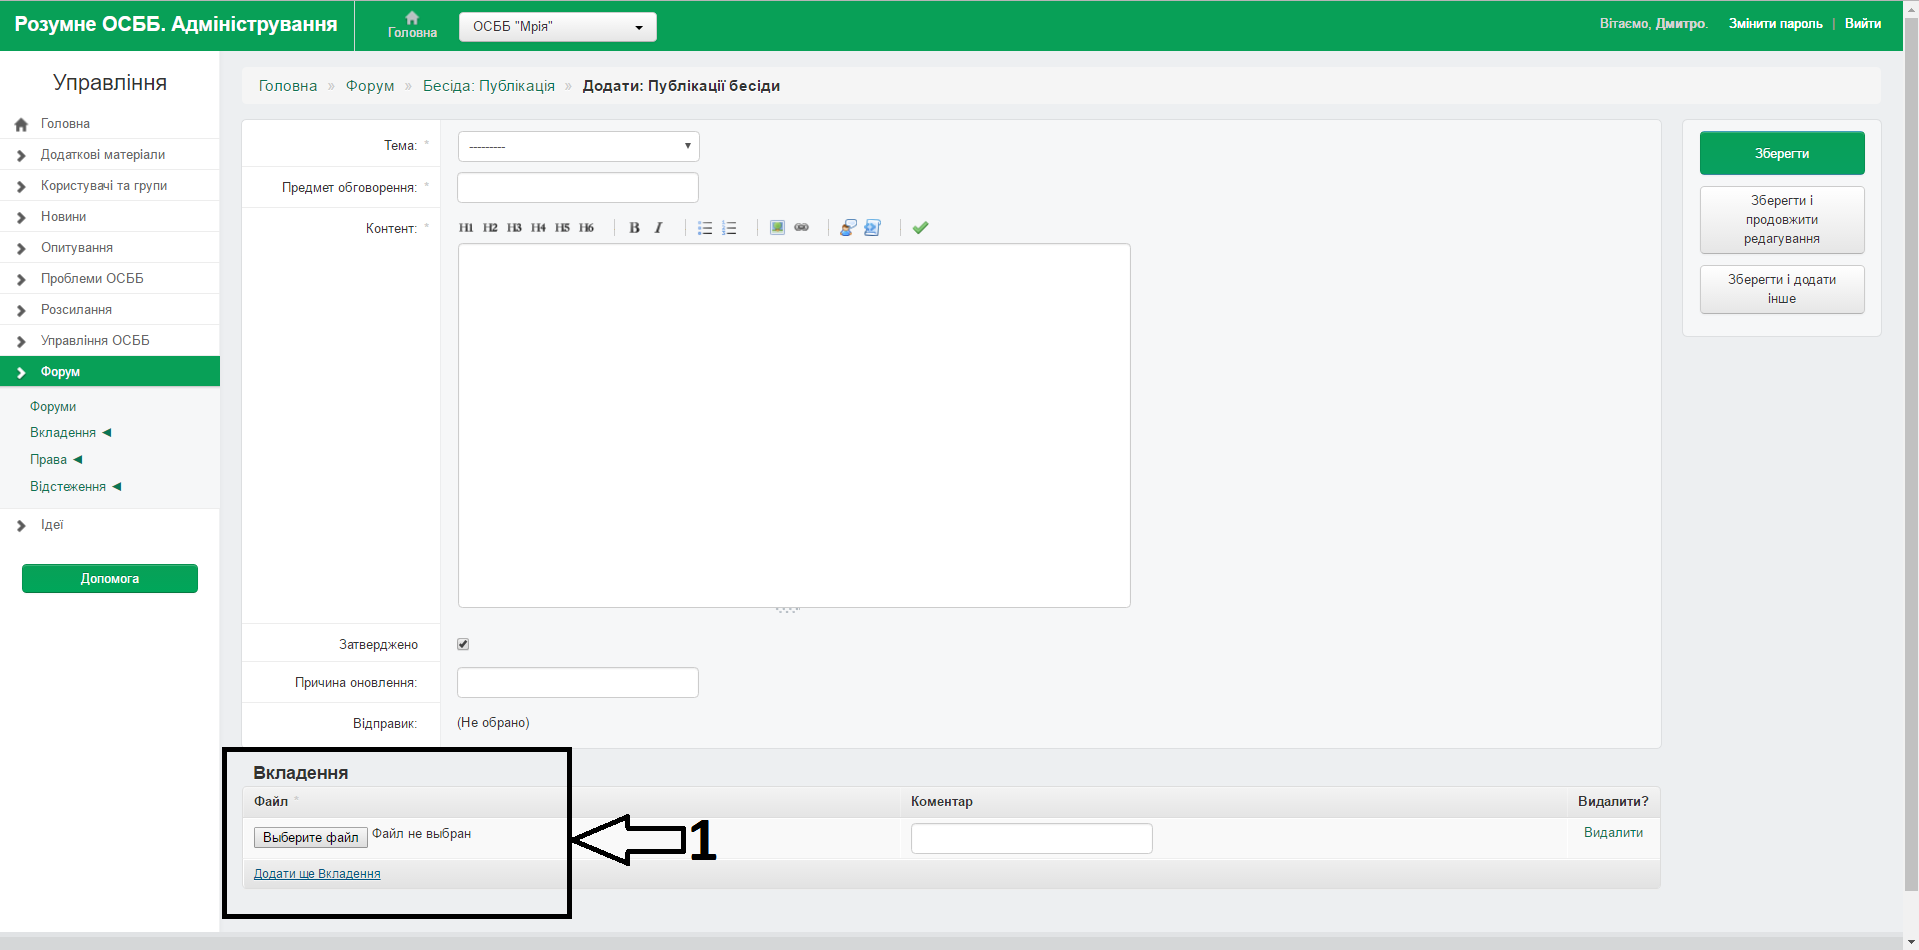 Розумне ОСББ. Адміністрування
Головна
ОСББ "Мрія"
Вітаємо, Дмитро. Змінити пароль | Вийти
Управління
Головна
Додаткові матеріали
Користувачі та групи
Новини
Опитування
Проблеми ОСББ
Розсилання
Управління ОСББ
Форум
Форуми
Вкладення
Права
Відстеження
Ідеї
Допомога
Головна » Форум » Бесіда: Публікація » Додати: Публікації бесіди
Тема: * ---------
Предмет обговорення: *
Контент: * H1 H2 H3 H4 H5 H6 B I
Затверджено
Причина оновлення:
Відправик: (Не обрано)
Зберегти
Зберегти і
продовжити
редагування
Зберегти і додати
інше
Вкладення
Файл * Коментар Видалити?
Выберите файл Файл не выбран Видалити
Додати ще Вкладення
1